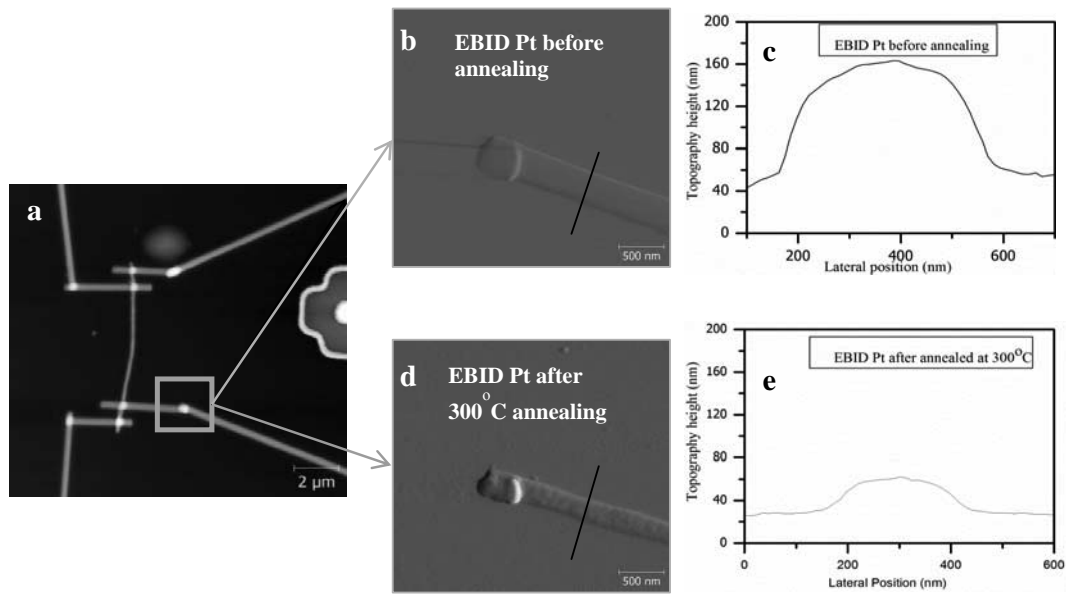 a
2 μm
b EBID Pt before
annealing
500 nm
c
EBID Pt before annealing
Topography height (nm)
200
160
120
80
40
0
200 400 600
Lateral position (nm)
d EBID Pt after
300°C annealing
500 nm
e
EBID Pt after annealed at 300°C
Topography height (nm)
200
160
120
80
40
0
0 200 400 600
Lateral Position (nm)